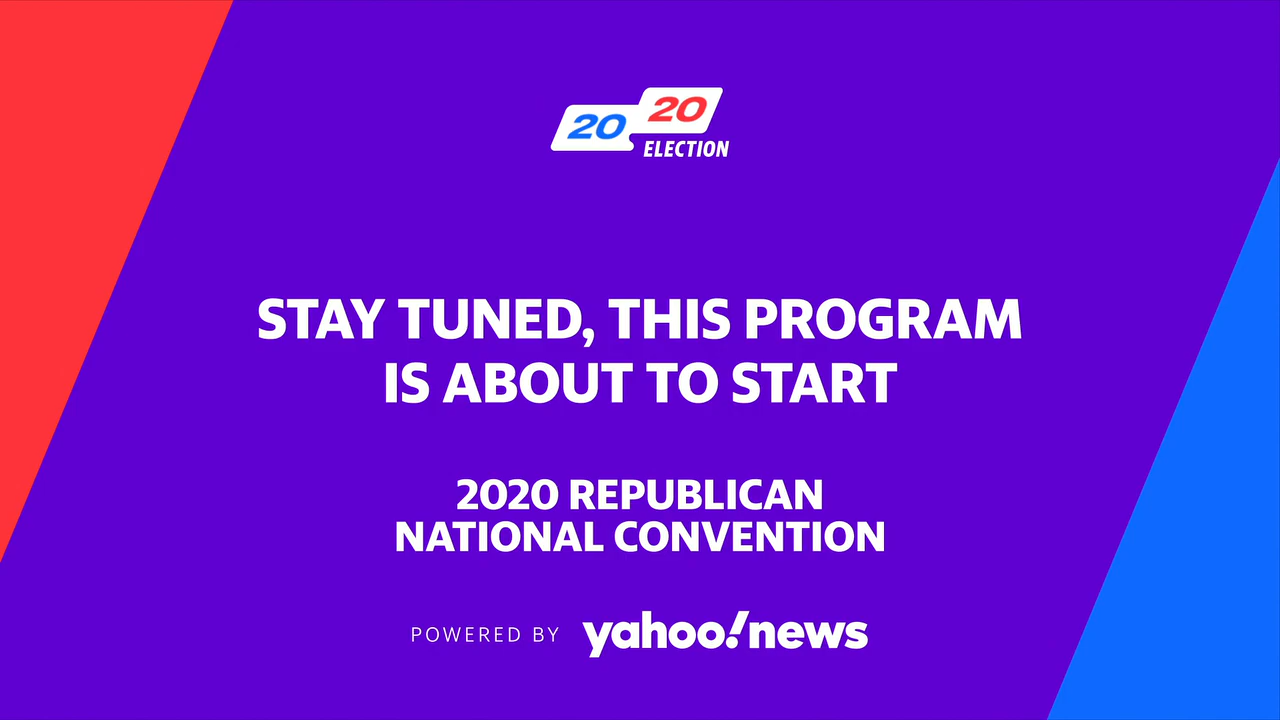 20 20
ELECTION
STAY TUNED, THIS PROGRAM
IS ABOUT TO START
2020 REPUBLICAN
NATIONAL CONVENTION
POWERED BY yahoo!news